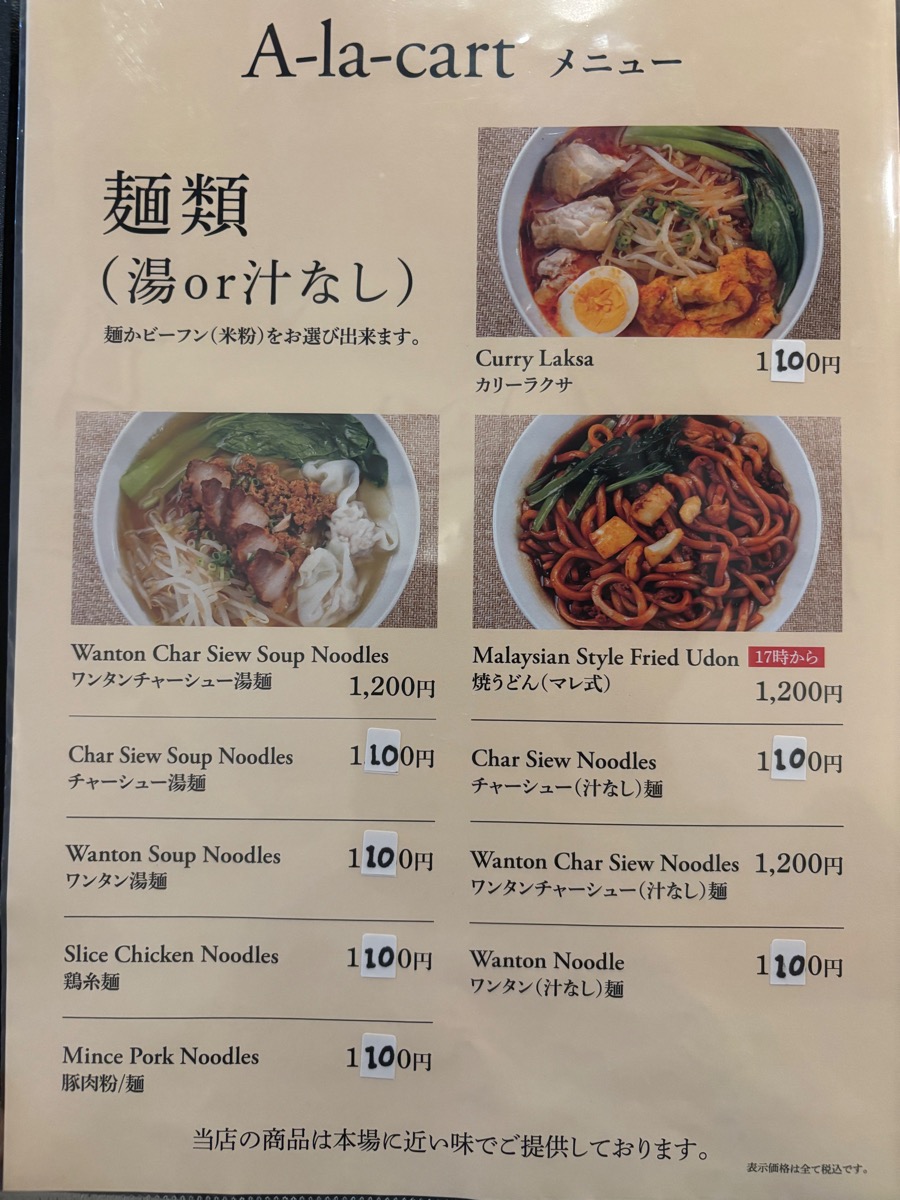 A-la-cart メニュー
麺類
（湯or汁なし）
麺かビーフン（米粉）をお選び出来ます。
Curry Laksa 1100円
カリーラクサ
Wanton Char Siew Soup Noodles
ワンタンチャーシュー湯麺 1,200円
Char Siew Soup Noodles 1100円
チャーシュー湯麺
Wanton Soup Noodles 1100円
ワンタン湯麺
Slice Chicken Noodles 1100円
鶏糸麺
Mince Pork Noodles 1100円
豚肉粉/麺
Malaysian Style Fried Udon 17時から
焼うどん（マレ式） 1,200円
Char Siew Noodles 1100円
チャーシュー（汁なし）麺
Wanton Char Siew Noodles 1,200円
ワンタンチャーシュー（汁なし）麺
Wanton Noodle 1100円
ワンタン（汁なし）麺
当店の商品は本場に近い味でご提供しております。
表示価格は全て税込です。